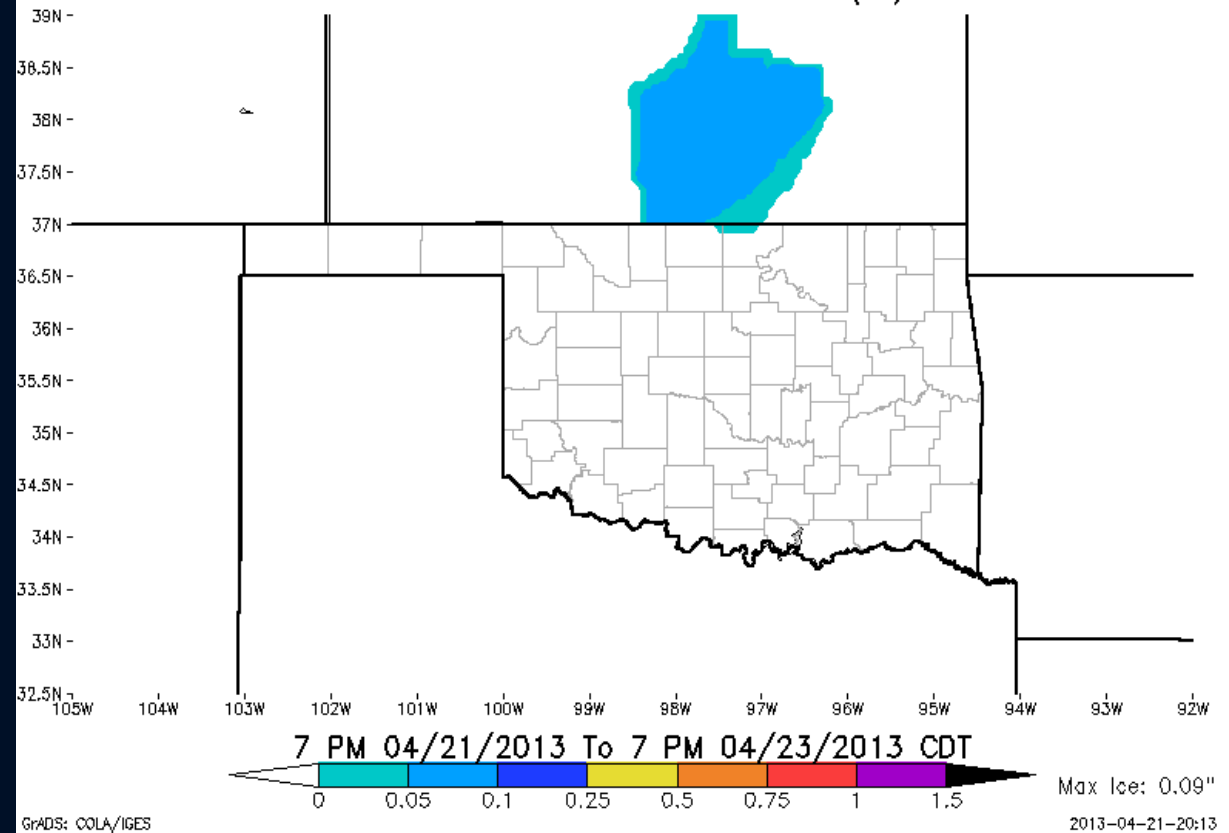 39N
38.5N
38N
37.5N
37N
36.5N
36N
35.5N
35N
34.5N
34N
33.5N
33N
32.5N
105W 104W 103W 102W 101W 100W 99W 98W 97W 96W 95W 94W 93W 92W
7 PM 04/21/2013 To 7 PM 04/23/2013 CDT
0 0.05 0.1 0.25 0.5 0.75 1 1.5
Max Ice: 0.09"
GrADS: COLA/IGES
2013-04-21-20:13